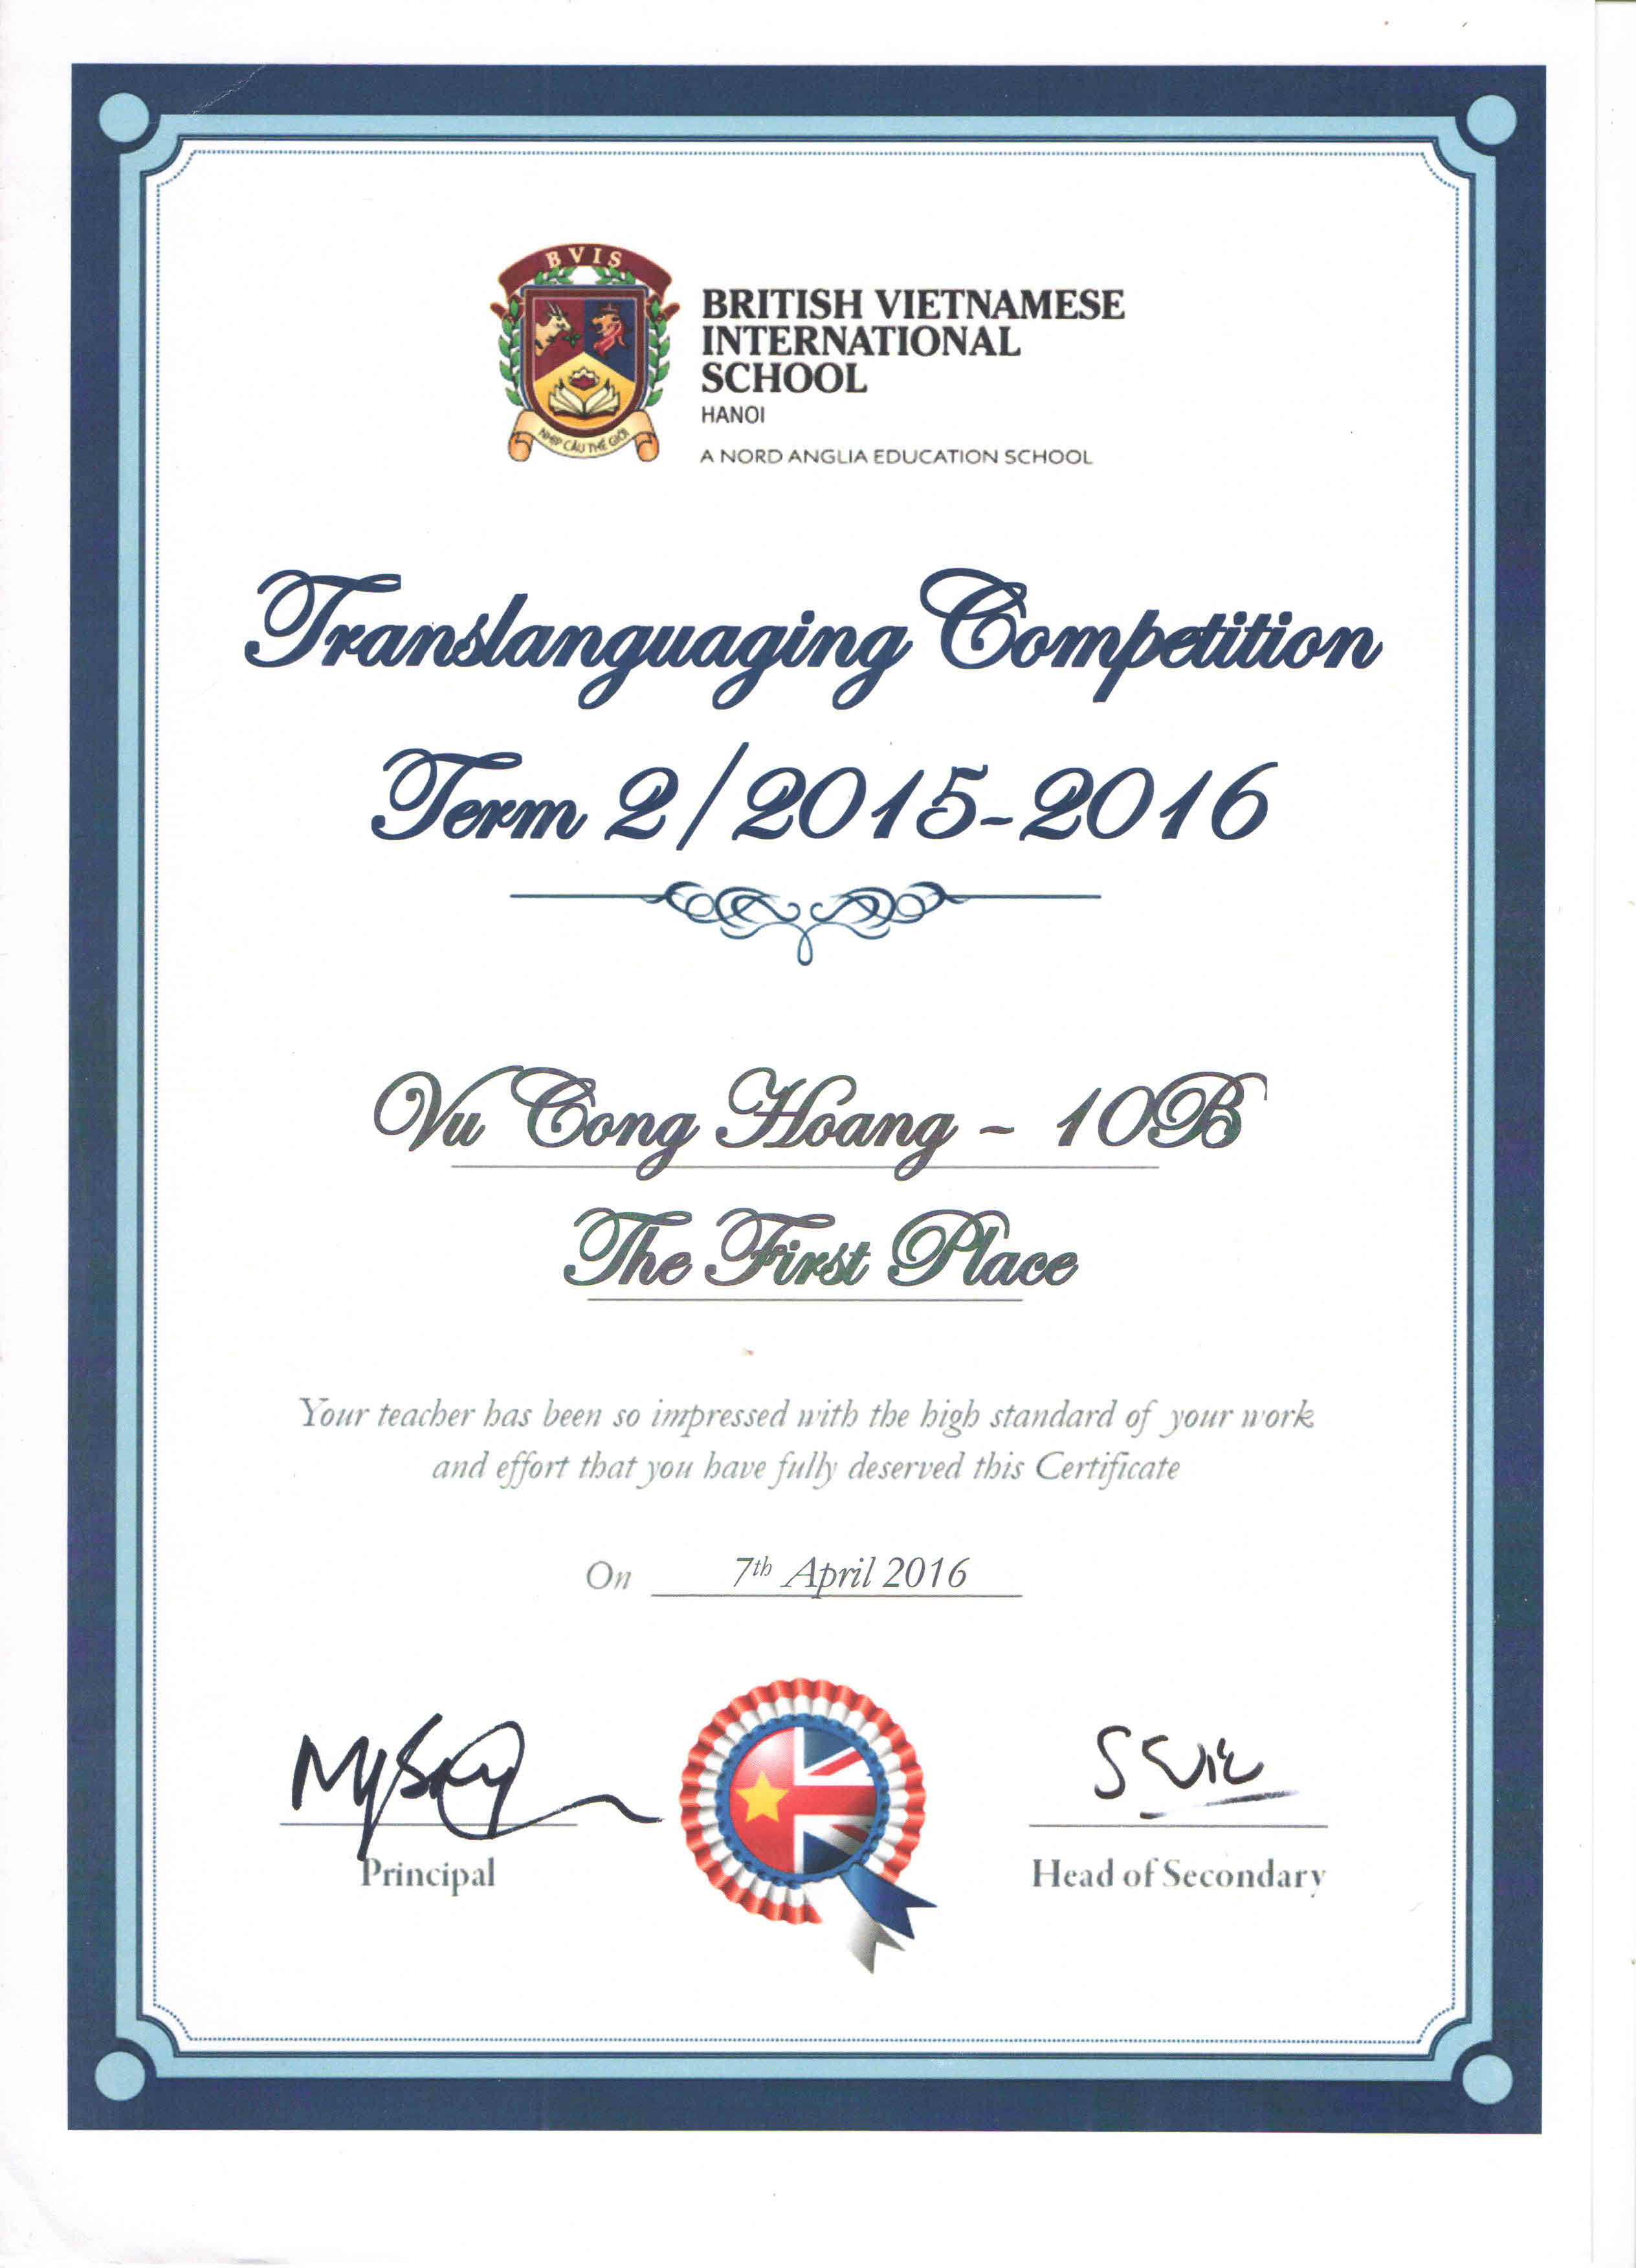 BVIS
NHỊP CẦU THẾ GIỚI
BRITISH VIETNAMESE
INTERNATIONAL
SCHOOL
HANOI
A NORD ANGLIA EDUCATION SCHOOL
Translanguaging Competition
Term 2/2015-2016
Vu Cong Hoang - 10B
The First Place
Your teacher has been so impressed with the high standard of your work
and effort that you have fully deserved this Certificate
On 7th April 2016
Principal
Head of Secondary